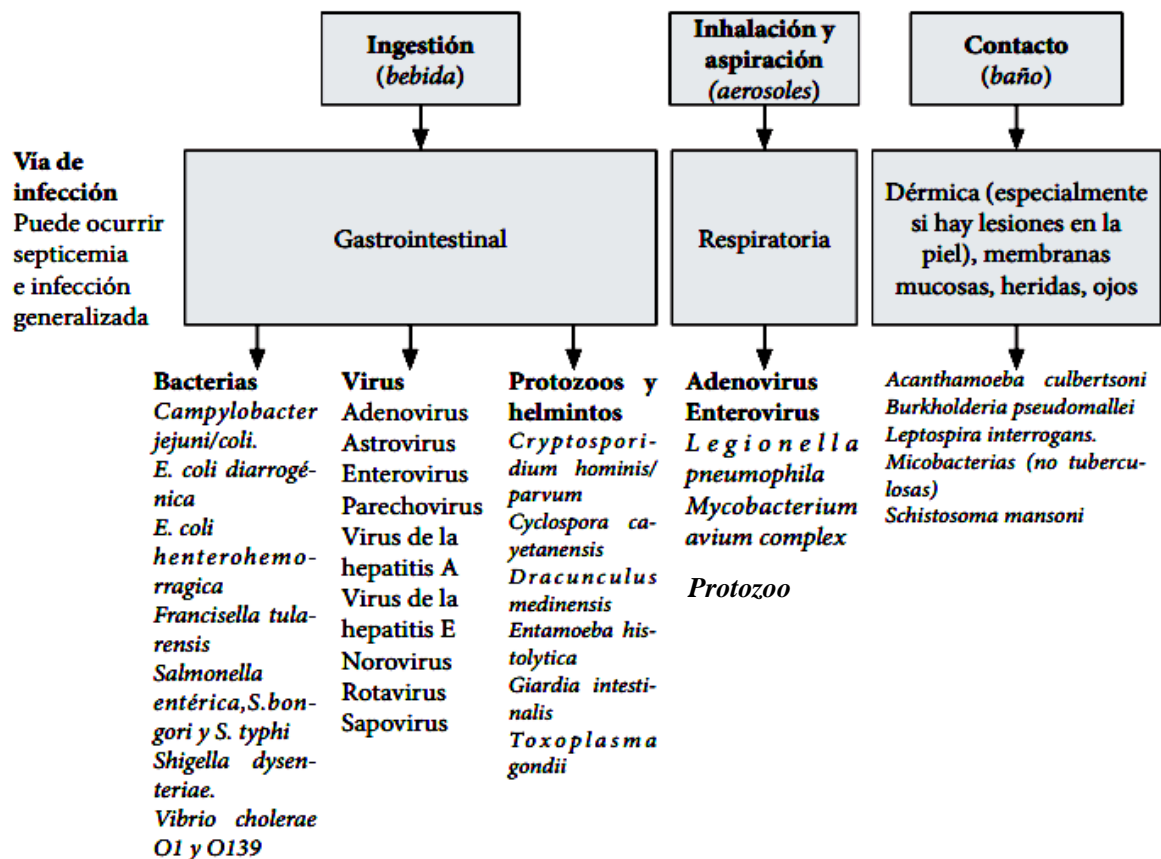 Ingestión
(bebida)
Inhalación y
aspiración
(aerosoles)
Contacto
(baño)
Vía de
infección
Puede ocurrir
septicemia
e infección
generalizada
Gastrointestinal
Respiratoria
Dérmica (especialmente
si hay lesiones en la
piel), membranas
mucosas, heridas, ojos
Bacterias
Campylobacter
jejuni/coli.
E. coli diarrogé-
nica
E. coli
henterohemo-
rragica
Francisella tula-
rensis
Salmonella
entérica,S.bon-
gori y S. typhi
Shigella dysen-
teriae.
Vibrio cholerae
O1 y O139
Virus
Adenovirus
Astrovirus
Enterovirus
Parechovirus
Virus de la
hepatitis A
Virus de la
hepatitis E
Norovirus
Rotavirus
Sapovirus
Protozoos y
helmintos
Cryptospori-
dium hominis/
parvum
Cyclospora ca-
yetanensis
Dracunculus
medinensis
Entamoeba his-
tolytica
Giardia intesti-
nalis
Toxoplasma
gondii
Adenovirus
Enterovirus
Legionella
pneumophila
Mycobacterium
avium complex
Protozoo
Acanthamoeba culbertsoni
Burkholderia pseudomallei
Leptospira interrogans.
Micobacterias (no tubercu-
losas)
Schistosoma mansoni